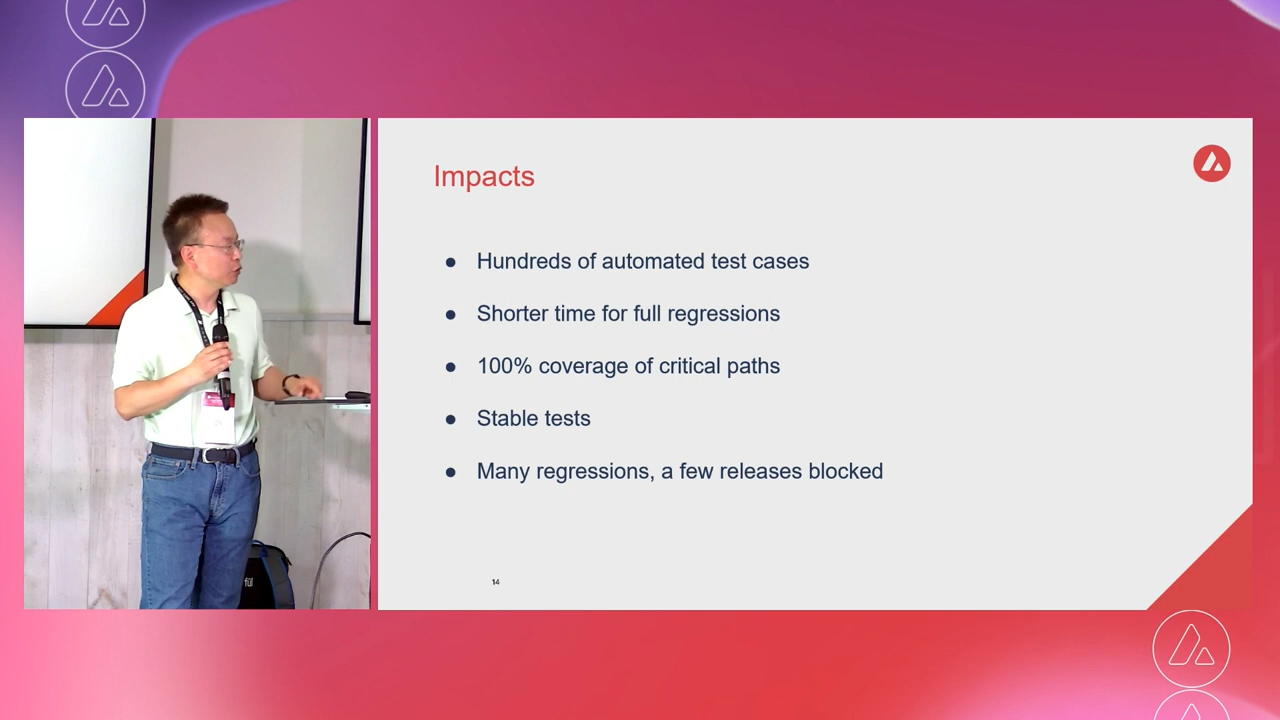 Impacts
● Hundreds of automated test cases
● Shorter time for full regressions
● 100% coverage of critical paths
● Stable tests
● Many regressions, a few releases blocked
14
ful